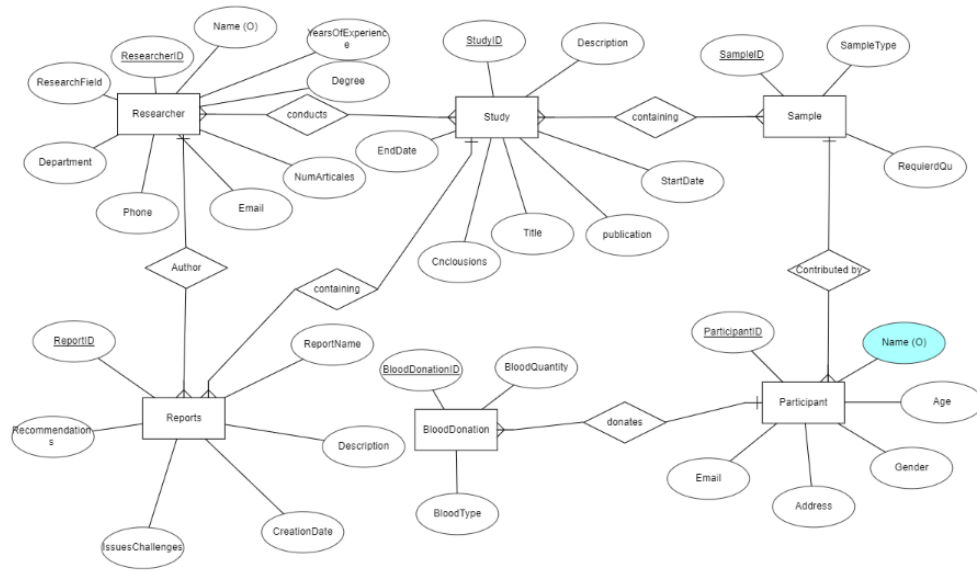 Name (O)
YearsOfExperienc
e
StudyID
Description
SampleID
SampleType
ResearcherID
ResearchField
Degree
Researcher
conducts
Study
containing
Sample
EndDate
Department
NumArticales
StartDate
RequierdQu
Phone
Email
Title
publication
Cnclousions
Author
containing
Contributed by
ReportID
ReportName
ParticipantID
Name (O)
BloodDonationID
BloodQuantity
Reports
Participant
Age
Recommendation
s
Description
BloodDonation
donates
Email
Gender
Address
BloodType
IssuesChallenges
CreationDate